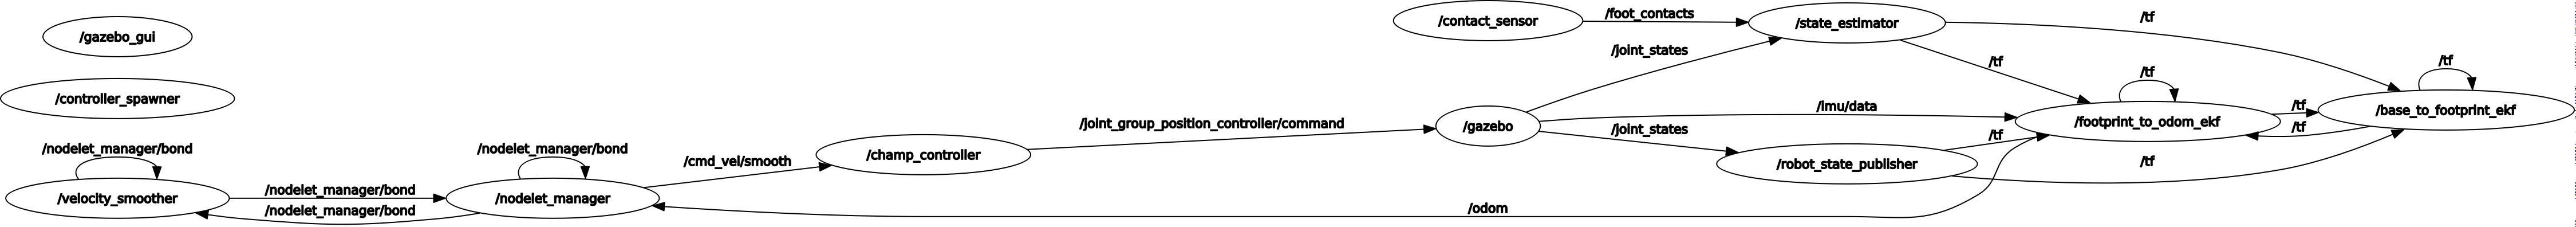 /gazebo_gui
/controller_spawner
/nodelet_manager/bond
/velocity_smoother
/nodelet_manager/bond
/nodelet_manager/bond
/nodelet_manager/bond
/nodelet_manager
/cmd_vel/smooth
/champ_controller
/joint_group_position_controller/command
/contact_sensor
/foot_contacts
/joint_states
/gazebo
/imu/data
/joint_states
/odom
/state_estimator
/robot_state_publisher
/tf
/tf
/tf
/tf
/tf
/footprint_to_odom_ekf
/tf
/tf
/tf
/base_to_footprint_ekf